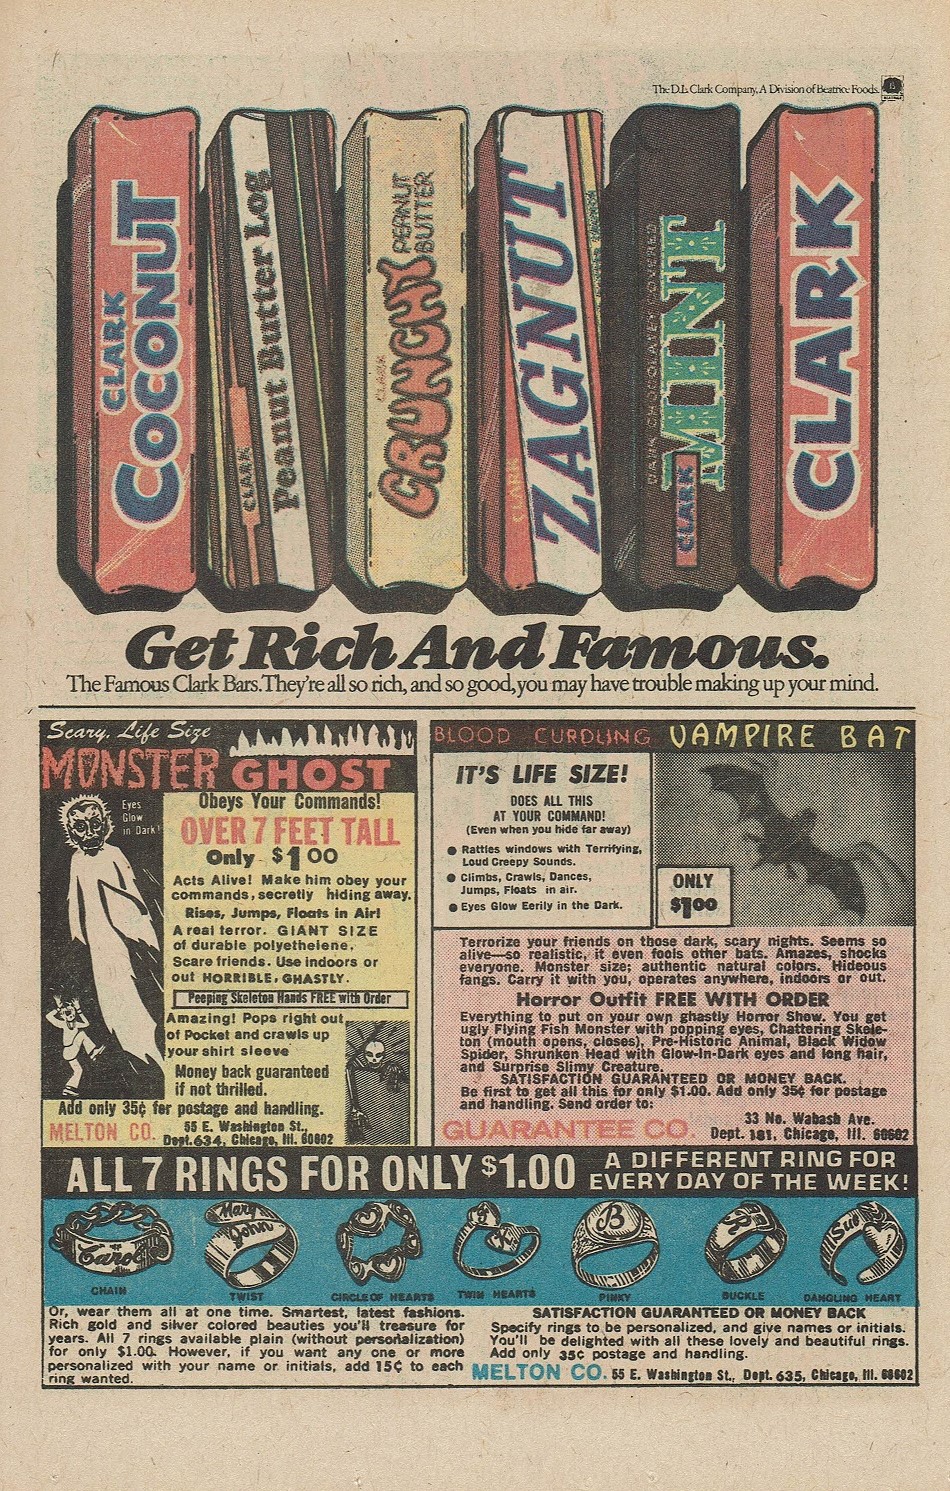 The D.L. Clark Company, A Division of Beatrice Foods.
CLARK
COCONUT
CLARK
Peanut Butter Log
CLARK
CRUNCHY
PEANUT
BUTTER
CLARK
ZAGNUT
DARK CHOCOLATEY COVERED
MINT
CLARK
CLARK
Get Rich And Famous.
The Famous Clark Bars. They're all so rich, and so good, you may have trouble making up your mind.
Scary, Life Size
MONSTER GHOST
Eyes
Glow
in Dark!
Obeys Your Commands!
OVER 7 FEET TALL
Only $1.00
Acts Alive! Make him obey your
commands, secretly hiding away.
Rises, Jumps, Floats in Air!
A real terror. GIANT SIZE
of durable polyethelene.
Scare friends. Use indoors or
out HORRIBLE, GHASTLY.
Peeping Skeleton Hands FREE with Order
Amazing! Pops right out
of Pocket and crawls up
your shirt sleeve
Money back guaranteed
if not thrilled.
Add only 35¢ for postage and handling.
MELTON CO. 55 E. Washington St.,
Dept. 634, Chicago, Ill. 60602
BLOOD CURDLING VAMPIRE BAT
IT'S LIFE SIZE!
DOES ALL THIS
AT YOUR COMMAND!
(Even when you hide far away)
● Rattles windows with Terrifying,
Loud Creepy Sounds.
● Climbs, Crawls, Dances,
Jumps, Floats in air.
● Eyes Glow Eerily in the Dark.
ONLY
$1.00
Terrorize your friends on those dark, scary nights. Seems so
alive—so realistic, it even fools other bats. Amazes, shocks
everyone. Monster size; authentic natural colors. Hideous
fangs. Carry it with you, operates anywhere, indoors or out.
Horror Outfit FREE WITH ORDER
Everything to put on your own ghastly Horror Show. You get
ugly Flying Fish Monster with popping eyes, Chattering Skele-
ton (mouth opens, closes), Pre-Historic Animal, Black Widow
Spider, Shrunken Head with Glow-In-Dark eyes and long hair,
and Surprise Slimy Creature.
SATISFACTION GUARANTEED OR MONEY BACK.
Be first to get all this for only $1.00. Add only 35¢ for postage
and handling. Send order to:
GUARANTEE CO. 33 No. Wabash Ave.
Dept. 181, Chicago, Ill. 60602
ALL 7 RINGS FOR ONLY $1.00 A DIFFERENT RING FOR
EVERY DAY OF THE WEEK!
Carol
Mary
John
B
R
Sue
CHAIN
TWIST
CIRCLE OF HEARTS
TWIN HEARTS
PINKY
BUCKLE
DANGLING HEART
Or, wear them all at one time. Smartest, latest fashions.
Rich gold and silver colored beauties you'll treasure for
years. All 7 rings available plain (without personalization)
for only $1.00. However, if you want any one or more
personalized with your name or initials, add 15¢ to each
ring wanted.
SATISFACTION GUARANTEED OR MONEY BACK
Specify rings to be personalized, and give names or initials.
You'll be delighted with all these lovely and beautiful rings.
Add only 35¢ postage and handling.
MELTON CO. 55 E. Washington St., Dept. 635, Chicago, Ill. 60602